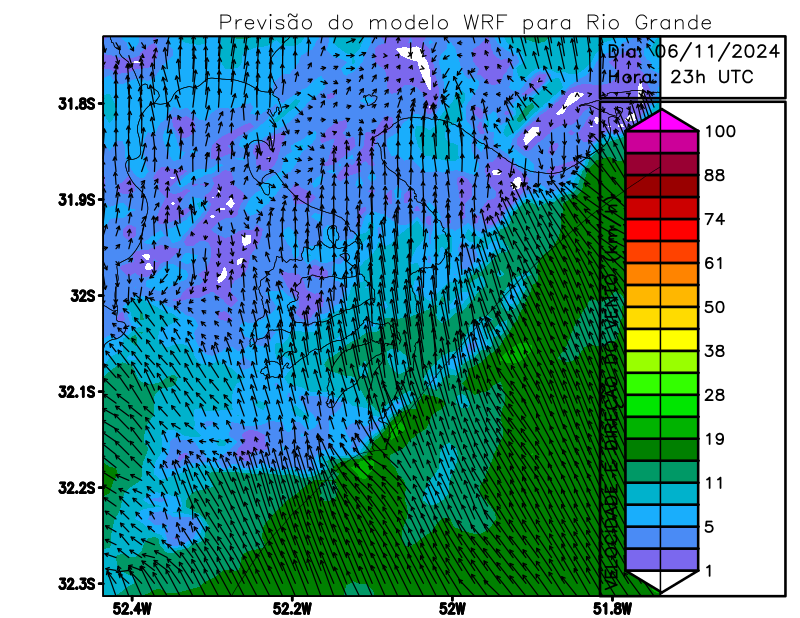 Previsão do modelo WRF para Rio Grande
Dia: 06/11/2024
Hora: 23h UTC
31.8S
31.9S
32S
32.1S
32.2S
32.3S
52.4W
52.2W
52W
51.8W
VELOCIDADE E DIREÇÃO DO VENTO (km/h)
100
88
74
61
50
38
28
19
11
5
1